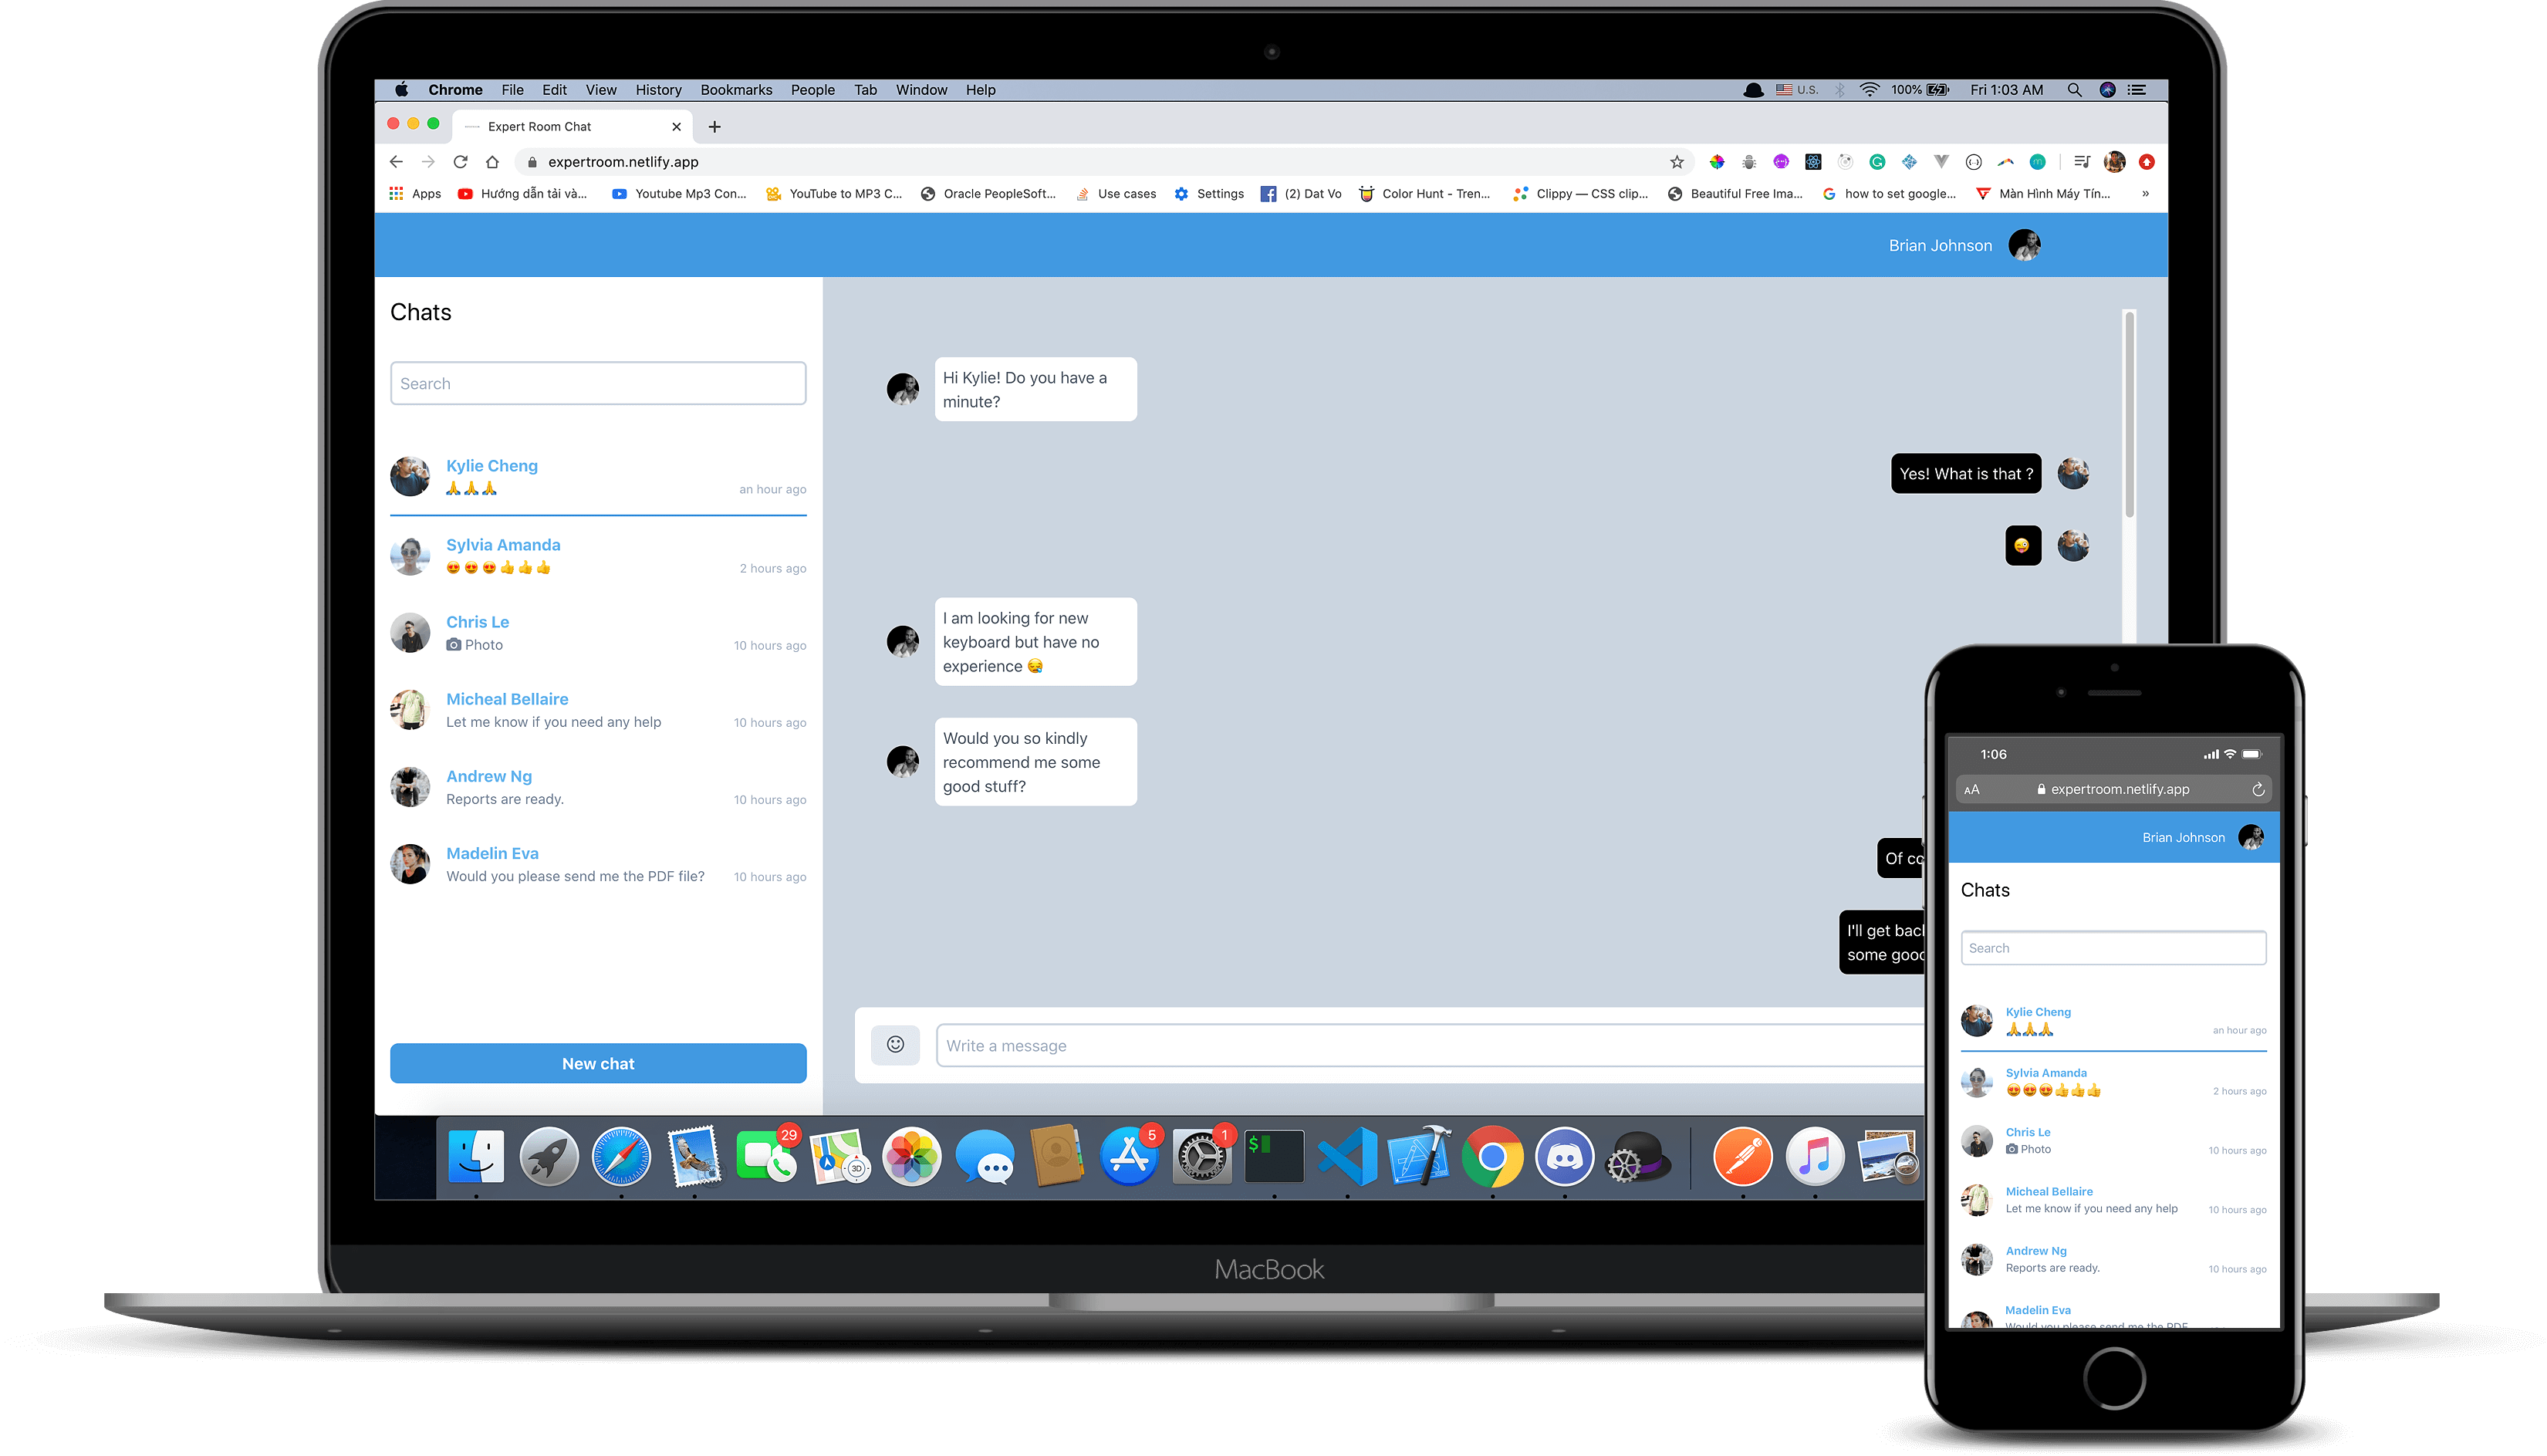 Chrome File Edit View History Bookmarks People Tab Window Help U.S. 100% Fri 1:03 AM
Expert Room Chat
expertroom.netlify.app
Apps Hướng dẫn tải và... Youtube Mp3 Con... YouTube to MP3 C... Oracle PeopleSoft... Use cases Settings (2) Dat Vo Color Hunt - Tren... Clippy — CSS clip... Beautiful Free Ima... how to set google... Màn Hình Máy Tín... »
Brian Johnson
Chats
Search
Kylie Cheng
🙏🙏🙏 an hour ago
Sylvia Amanda
😍😍😍👍👍👍 2 hours ago
Chris Le
Photo 10 hours ago
Micheal Bellaire
Let me know if you need any help 10 hours ago
Andrew Ng
Reports are ready. 10 hours ago
Madelin Eva
Would you please send me the PDF file? 10 hours ago
New chat
Hi Kylie! Do you have a
minute?
Yes! What is that ?
😜
I am looking for new
keyboard but have no
experience 😪
Would you so kindly
recommend me some
good stuff?
Of co
I'll get bac
some good
Write a message
29
3D
5
1
$
MacBook
1:06
AA expertroom.netlify.app
Brian Johnson
Chats
Search
Kylie Cheng
🙏🙏🙏 an hour ago
Sylvia Amanda
😍😍😍👍👍👍 2 hours ago
Chris Le
Photo 10 hours ago
Micheal Bellaire
Let me know if you need any help 10 hours ago
Andrew Ng
Reports are ready. 10 hours ago
Madelin Eva
Would you please send me the PDF